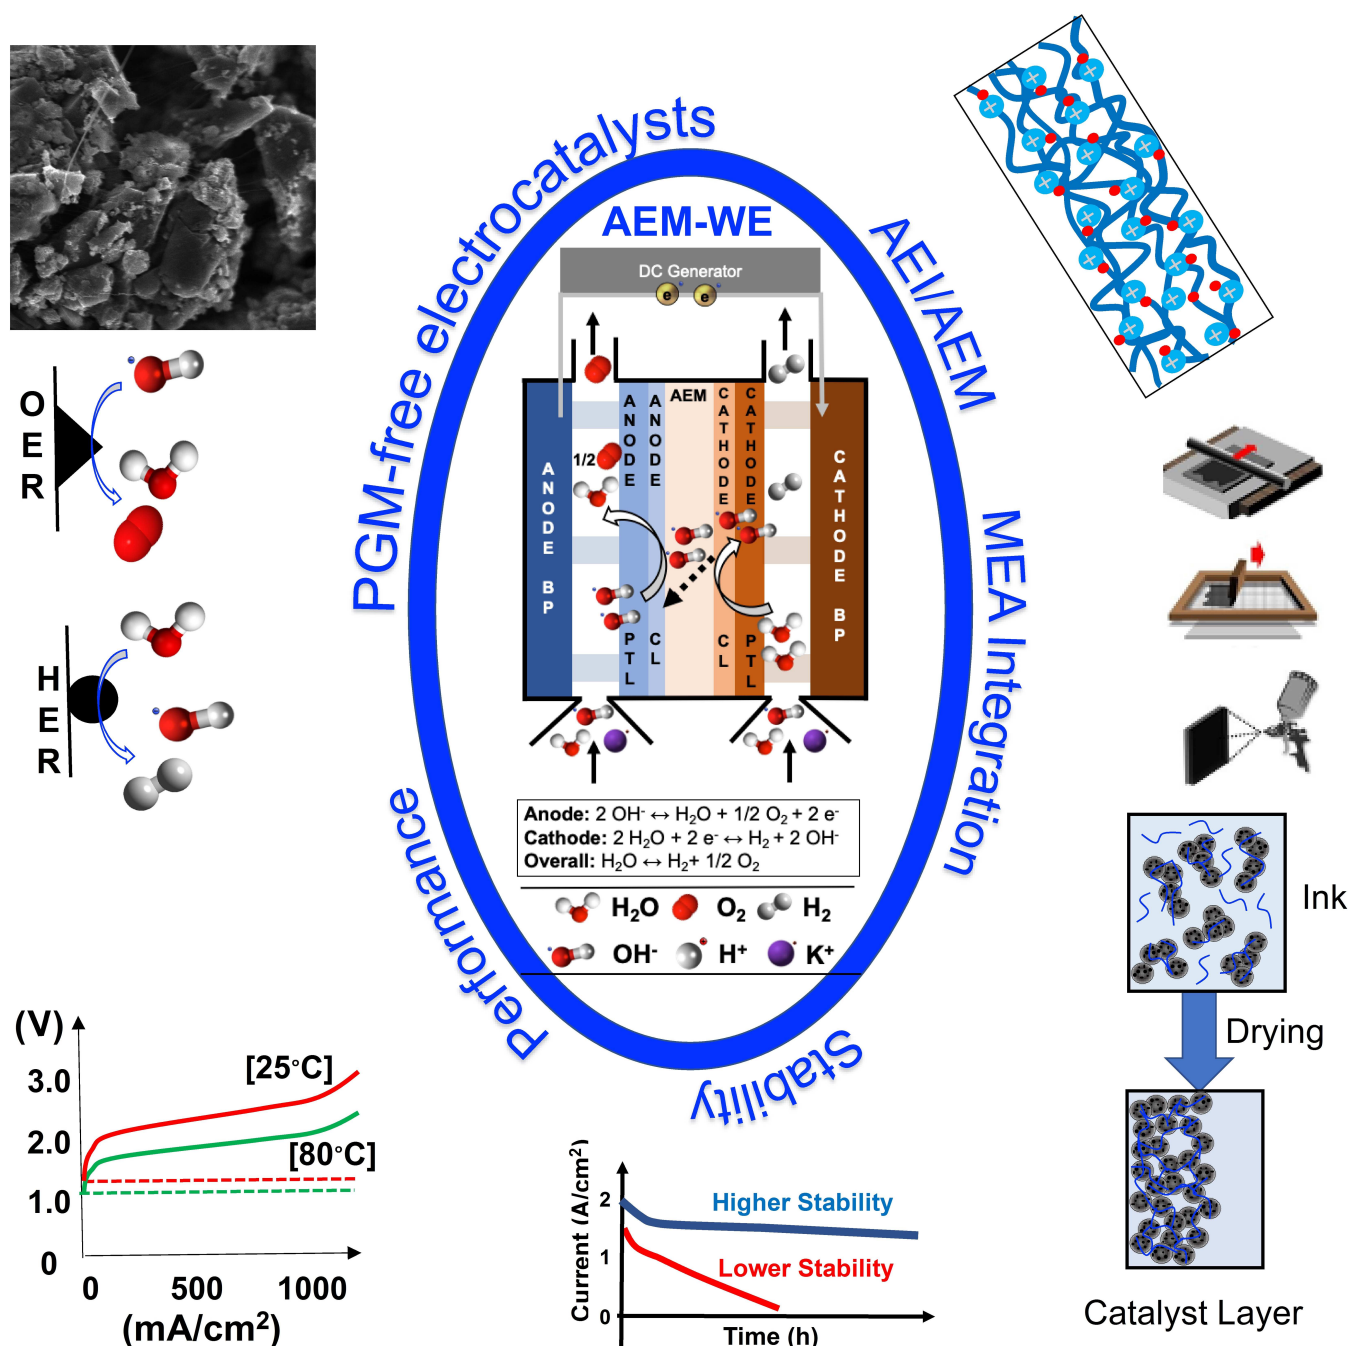 PGM-free electrocatalysts
AEI/AEM
MEA Integration
Stability
Performance
AEM-WE
DC Generator
e⁻ e⁻
OER
HER
1/2
ANODE BP
ANODE PTL
ANODE CL
AEM
CATHODE CL
CATHODE PTL
CATHODE BP
Anode: 2 OH⁻ ↔ H₂O + 1/2 O₂ + 2 e⁻
Cathode: 2 H₂O + 2 e⁻ ↔ H₂ + 2 OH⁻
Overall: H₂O ↔ H₂+ 1/2 O₂
H₂O O₂ H₂
OH⁻ H⁺ K⁺
Ink
Drying
Catalyst Layer
(V)
3.0
2.0
1.0
0
[25°C]
[80°C]
0 500 1000
(mA/cm²)
Current (A/cm²)
2
1
0
Higher Stability
Lower Stability
Time (h)